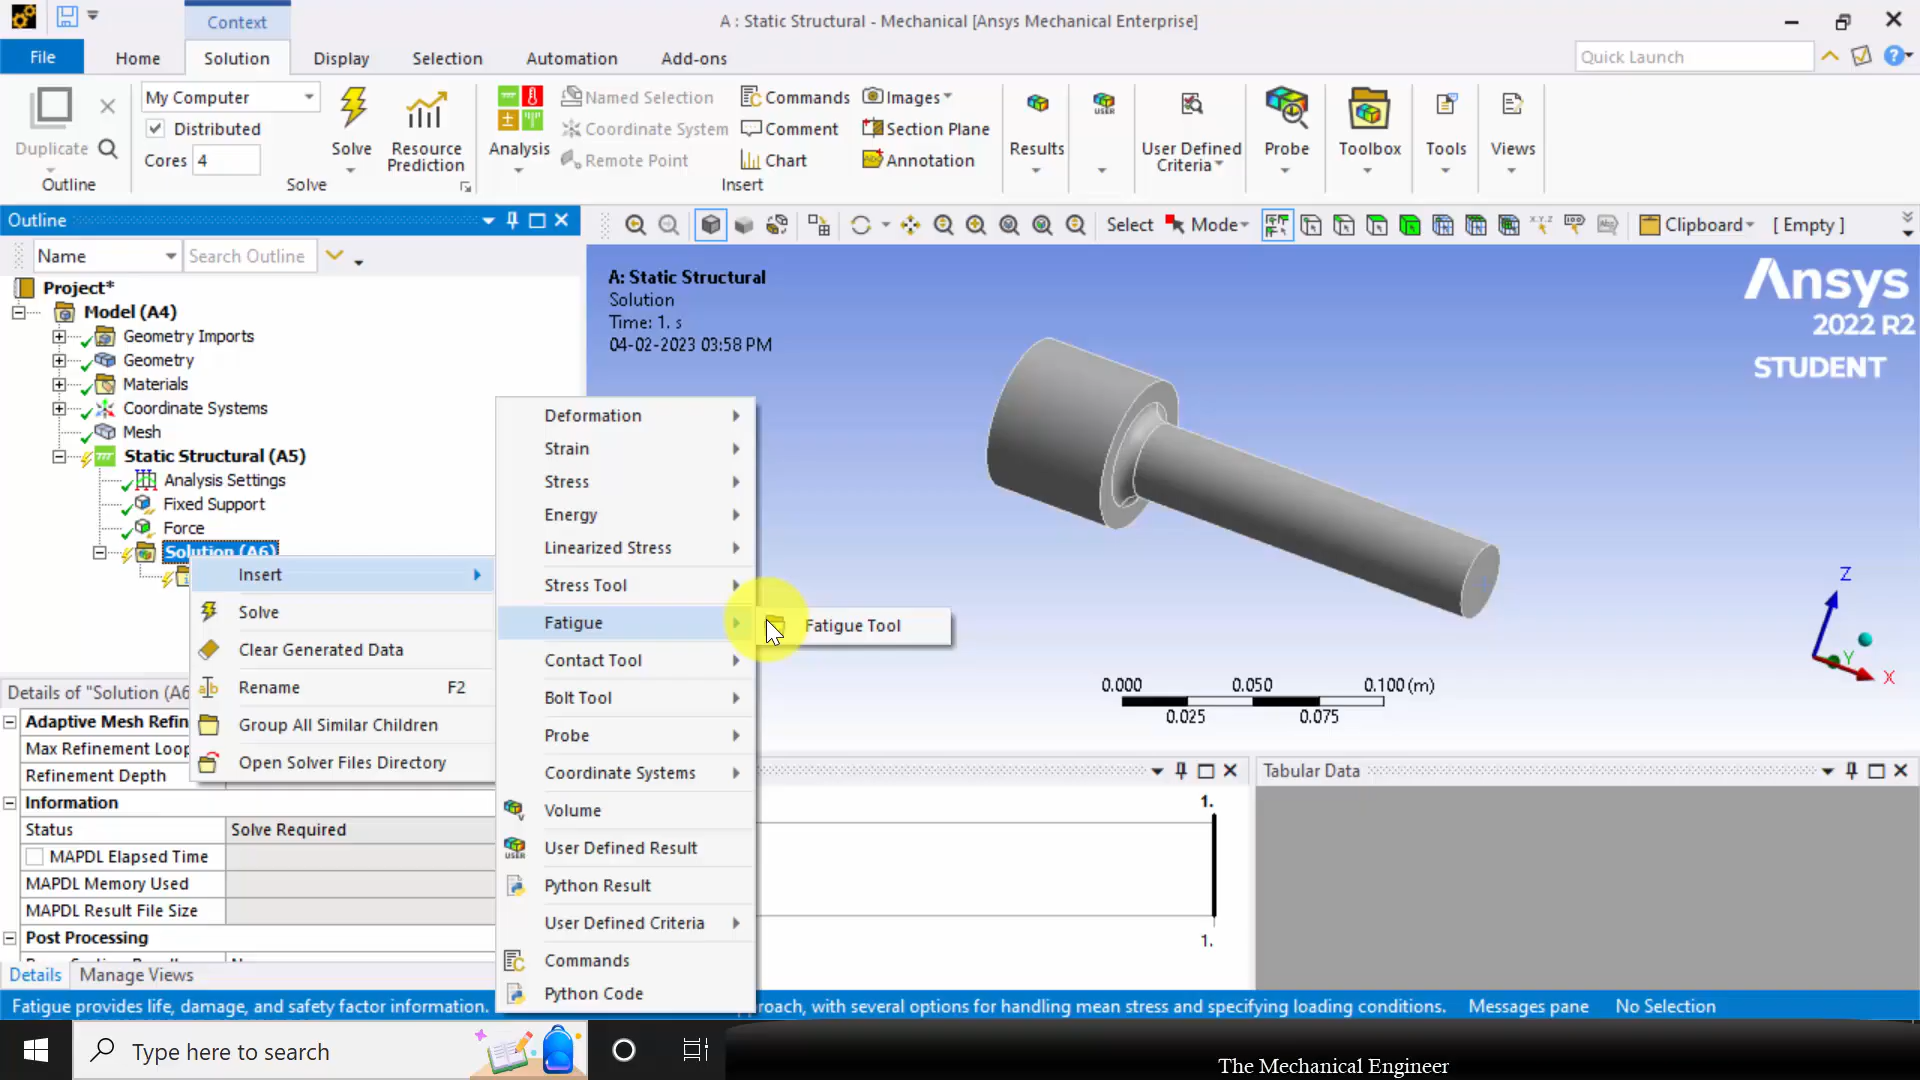 Context
A : Static Structural - Mechanical [Ansys Mechanical Enterprise]
File
Home
Solution
Display
Selection
Automation
Add-ons
Quick Launch
Duplicate
Outline
My Computer
Distributed
Cores 4
Solve
Resource
Prediction
Solve
Analysis
Named Selection
Coordinate System
Remote Point
Commands
Comment
Chart
Images
Section Plane
Annotation
Insert
Results
USER
User Defined
Criteria
Probe
Toolbox
Tools
Views
Outline
Name
Search Outline
Select
Mode
Clipboard
[ Empty ]
Project*
Model (A4)
Geometry Imports
Geometry
Materials
Coordinate Systems
Mesh
Static Structural (A5)
Analysis Settings
Fixed Support
Force
Solution (A6)
Insert
Solve
Clear Generated Data
Rename F2
Group All Similar Children
Open Solver Files Directory
Deformation
Strain
Stress
Energy
Linearized Stress
Stress Tool
Fatigue
Contact Tool
Bolt Tool
Probe
Coordinate Systems
Volume
User Defined Result
Python Result
User Defined Criteria
Commands
Python Code
Fatigue Tool
A: Static Structural
Solution
Time: 1. s
04-02-2023 03:58 PM
Ansys
2022 R2
STUDENT
Z
Y
X
0.000 0.050 0.100 (m)
0.025 0.075
Details of "Solution (A6
Adaptive Mesh Refin
Max Refinement Loop
Refinement Depth
Information
Status Solve Required
MAPDL Elapsed Time
MAPDL Memory Used
MAPDL Result File Size
Post Processing
Details
Manage Views
1.
1.
Tabular Data
Fatigue provides life, damage, and safety factor information.
proach, with several options for handling mean stress and specifying loading conditions.
Messages pane
No Selection
Type here to search
The Mechanical Engineer